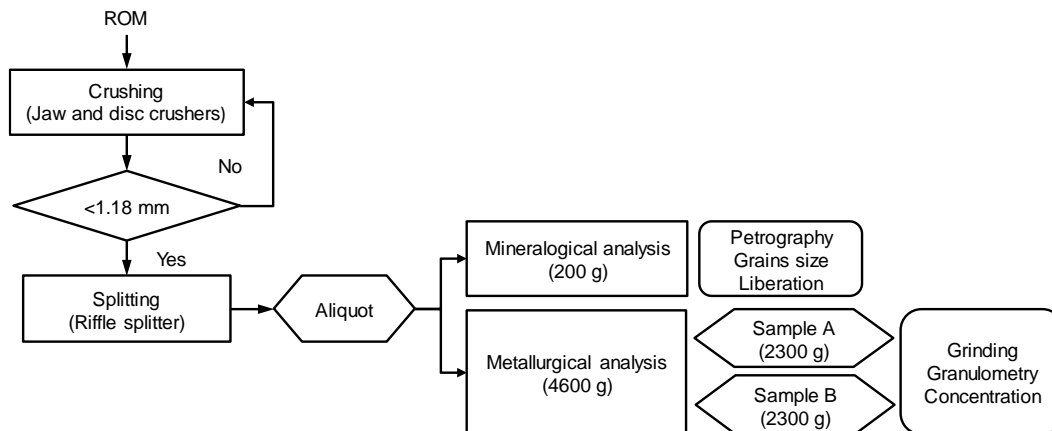 ROM
Crushing
(Jaw and disc crushers)
No
<1.18 mm
Yes
Splitting
(Riffle splitter)
Aliquot
Mineralogical analysis
(200 g)
Petrography
Grains size
Liberation
Metallurgical analysis
(4600 g)
Sample A
(2300 g)
Sample B
(2300 g)
Grinding
Granulometry
Concentration